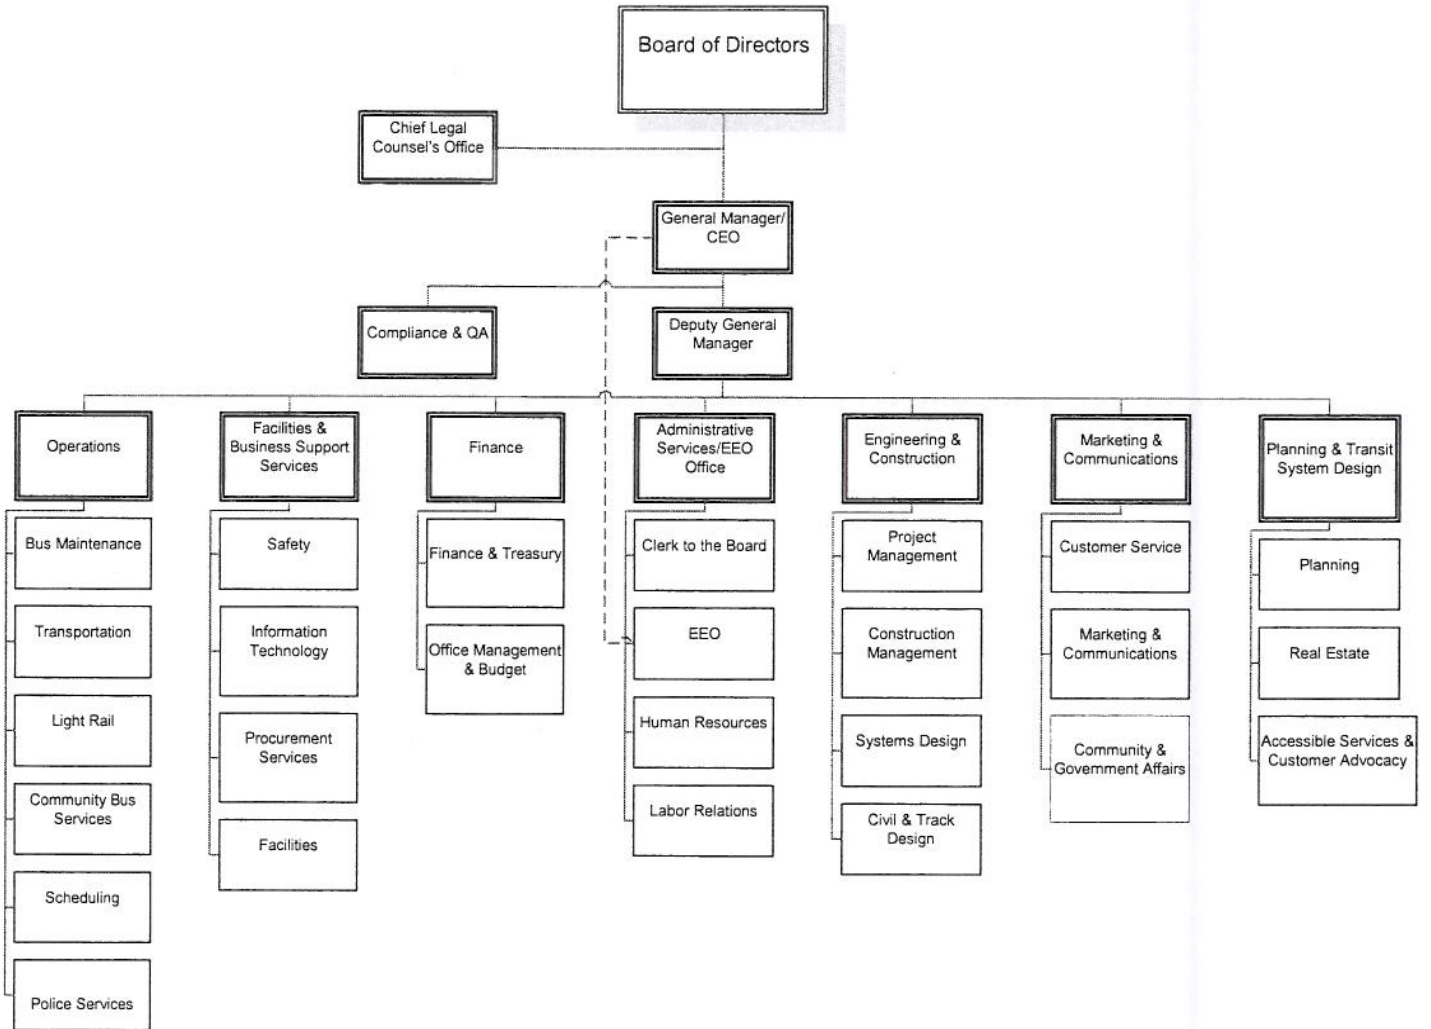 Board of Directors
Chief Legal
Counsel's Office
General Manager/
CEO
Compliance & QA
Deputy General
Manager
Operations
Bus Maintenance
Transportation
Light Rail
Community Bus
Services
Scheduling
Police Services
Facilities &
Business Support
Services
Safety
Information
Technology
Procurement
Services
Facilities
Finance
Finance & Treasury
Office Management
& Budget
Administrative
Services/EEO
Office
Clerk to the Board
EEO
Human Resources
Labor Relations
Engineering &
Construction
Project
Management
Construction
Management
Systems Design
Civil & Track
Design
Marketing &
Communications
Customer Service
Marketing &
Communications
Community &
Government Affairs
Planning & Transit
System Design
Planning
Real Estate
Accessible Services &
Customer Advocacy